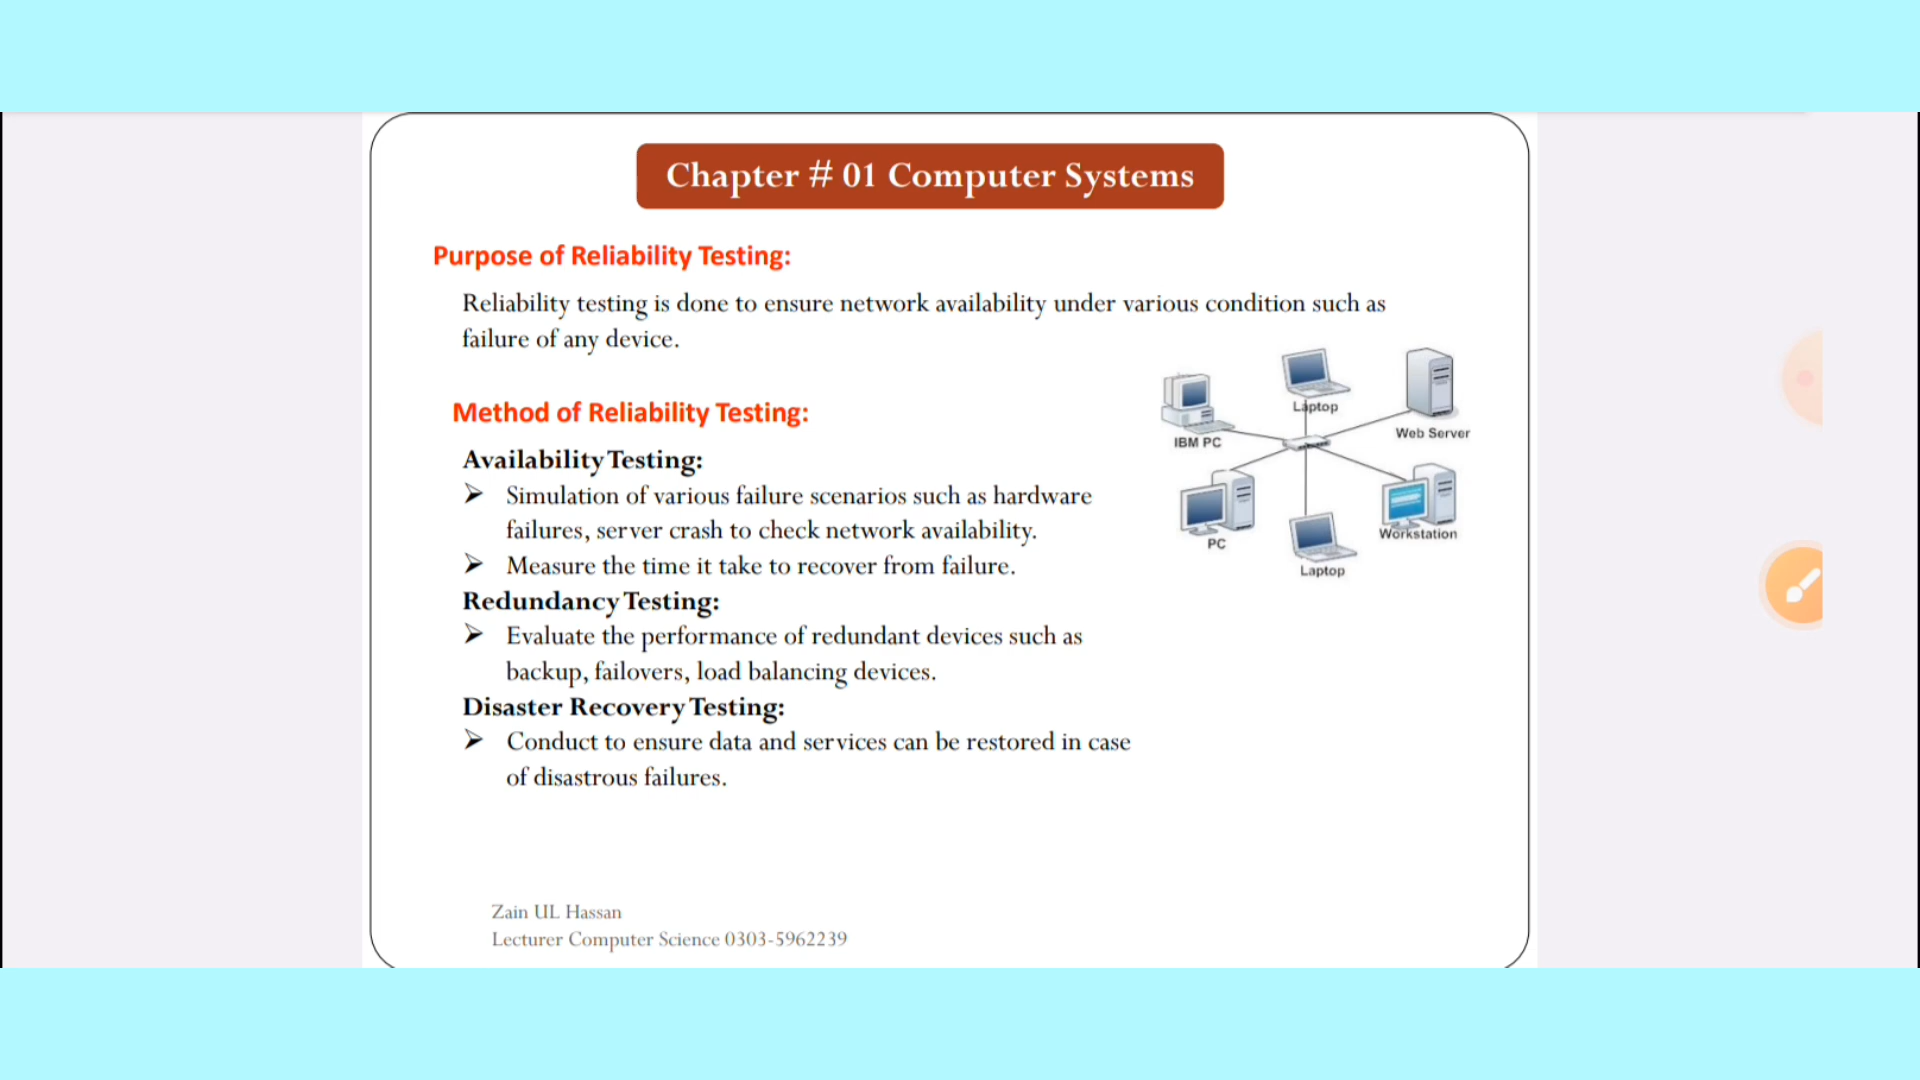 Chapter # 01 Computer Systems
Purpose of Reliability Testing:
Reliability testing is done to ensure network availability under various condition such as
failure of any device.
Method of Reliability Testing:
Availability Testing:
➢ Simulation of various failure scenarios such as hardware
failures, server crash to check network availability.
➢ Measure the time it take to recover from failure.
Redundancy Testing:
➢ Evaluate the performance of redundant devices such as
backup, failovers, load balancing devices.
Disaster Recovery Testing:
➢ Conduct to ensure data and services can be restored in case
of disastrous failures.
Laptop
Web Server
IBM PC
Workstation
PC
Laptop
Zain UL Hassan
Lecturer Computer Science 0303-5962239